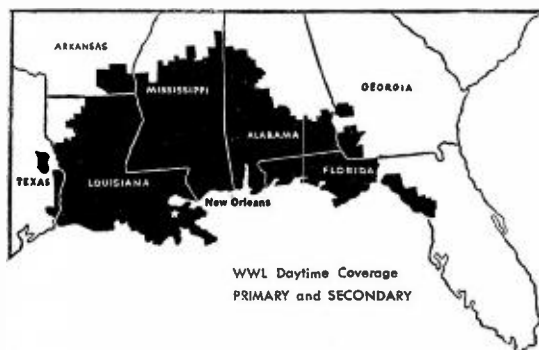 ARKANSAS
MISSISSIPPI
GEORGIA
ALABAMA
TEXAS
LOUISIANA
FLORIDA
New Orleans
WWL Daytime Coverage
PRIMARY and SECONDARY